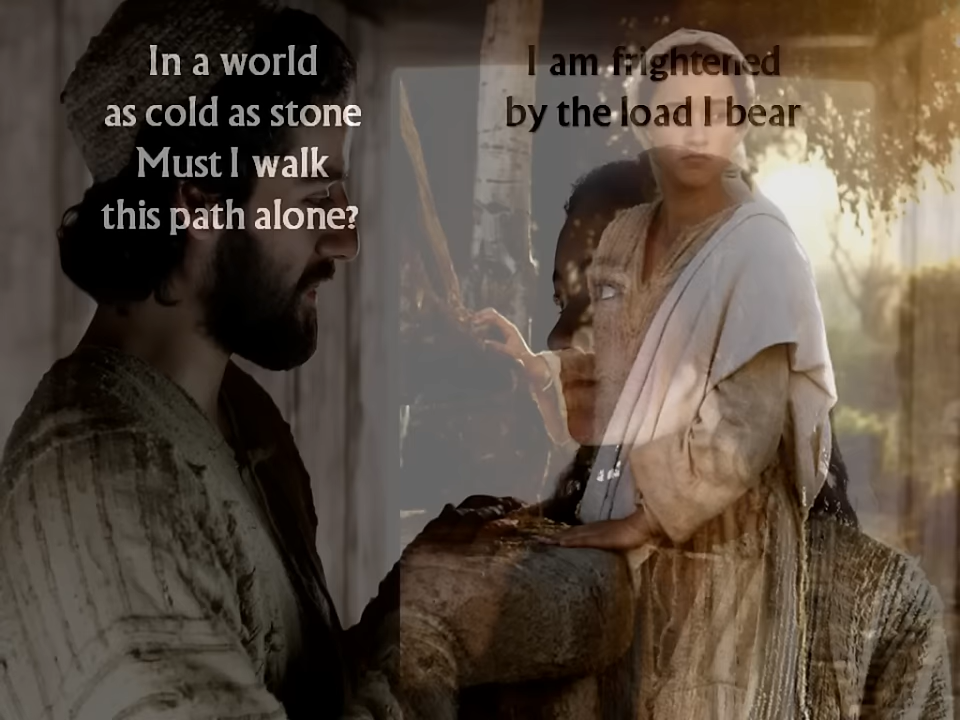 In a world
as cold as stone
Must I walk
this path alone?
I am frightened
by the load I bear